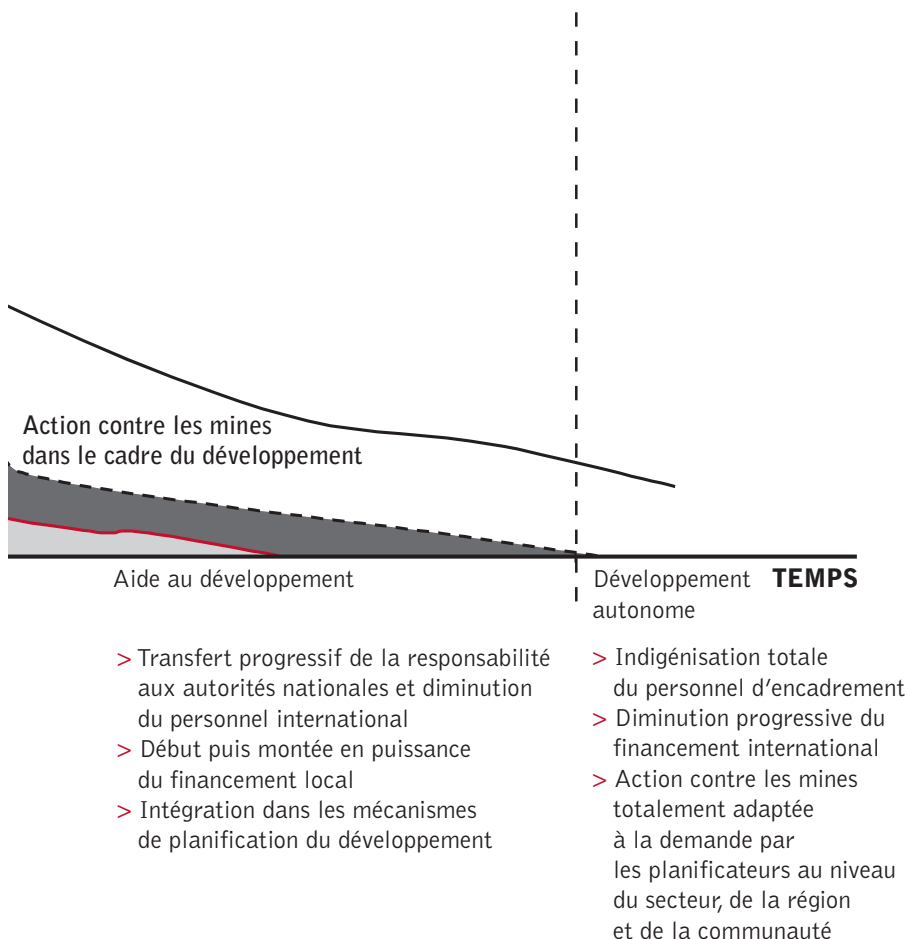 Action contre les mines
dans le cadre du développement
Aide au développement
Développement
autonome
TEMPS
> Transfert progressif de la responsabilité
aux autorités nationales et diminution
du personnel international
> Début puis montée en puissance
du financement local
> Intégration dans les mécanismes
de planification du développement
> Indigénisation totale
du personnel d'encadrement
> Diminution progressive du
financement international
> Action contre les mines
totalement adaptée
à la demande par
les planificateurs au niveau
du secteur, de la région
et de la communauté